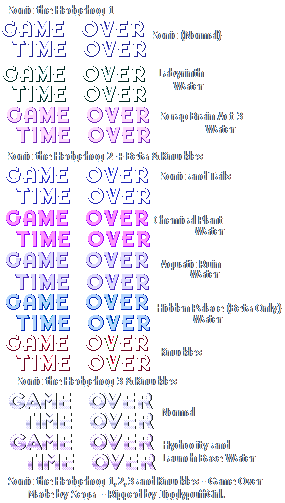 Sonic the Hedgehog 1
GAME OVER
TIME OVER
Sonic (Normal)
GAME OVER
TIME OVER
Labyrinth
Water
GAME OVER
TIME OVER
Scrap Brain Act 3
Water
Sonic the Hedgehog 2 + Beta & Knuckles
GAME OVER
TIME OVER
Sonic and Tails
GAME OVER
TIME OVER
Chemical Plant
Water
GAME OVER
TIME OVER
Aquatic Ruin
Water
GAME OVER
TIME OVER
Hidden Palace (Beta Only)
Water
GAME OVER
TIME OVER
Knuckles
Sonic the Hedgehog 3 & Knuckles
GAME OVER
TIME OVER
Normal
GAME OVER
TIME OVER
Hydrocity and
Launch Base Water
Sonic the Hedgehog 1,2,3 and Knuckles - Game Over
Made by Sega - Ripped by